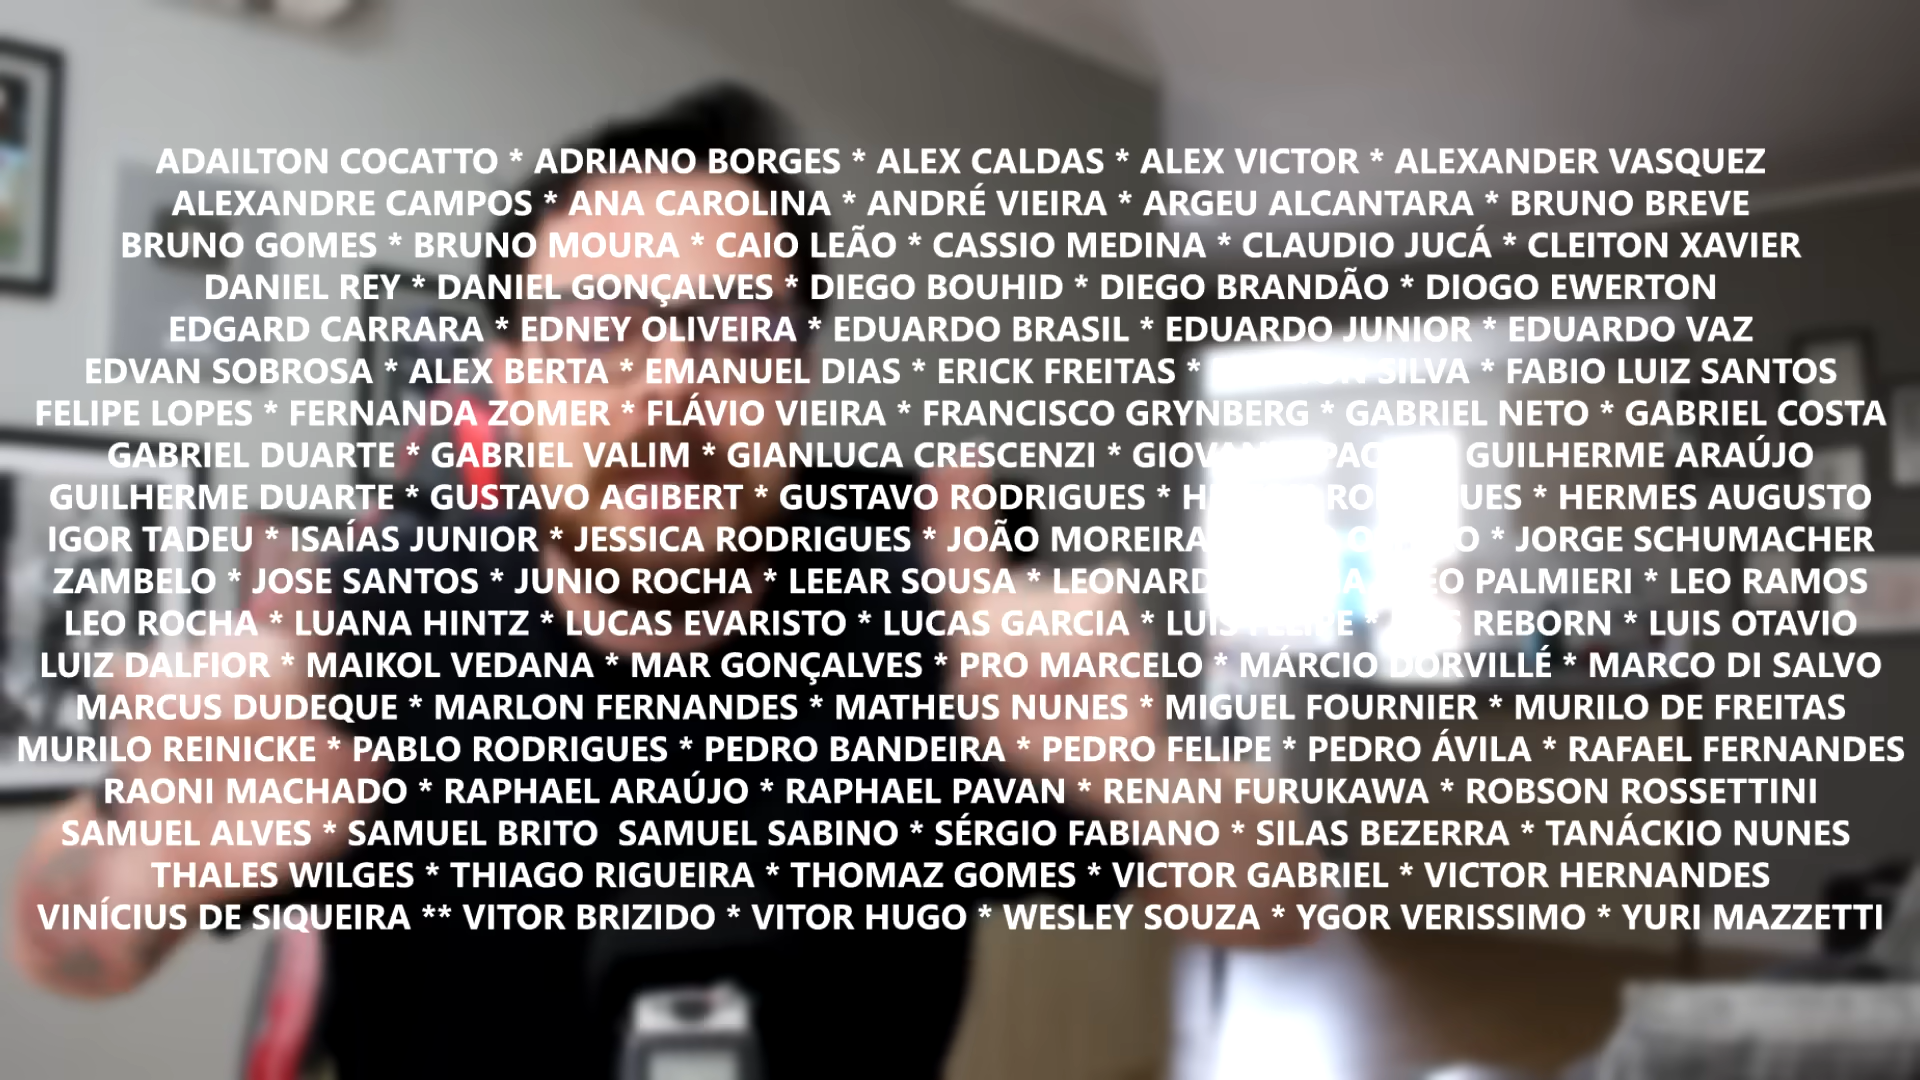 ADAILTON COCATTO * ADRIANO BORGES * ALEX CALDAS * ALEX VICTOR * ALEXANDER VASQUEZ
ALEXANDRE CAMPOS * ANA CAROLINA * ANDRÉ VIEIRA * ARGEU ALCANTARA * BRUNO BREVE
BRUNO GOMES * BRUNO MOURA * CAIO LEÃO * CASSIO MEDINA * CLAUDIO JUCÁ * CLEITON XAVIER
DANIEL REY * DANIEL GONÇALVES * DIEGO BOUHID * DIEGO BRANDÃO * DIOGO EWERTON
EDGARD CARRARA * EDNEY OLIVEIRA * EDUARDO BRASIL * EDUARDO JUNIOR * EDUARDO VAZ
EDVAN SOBROSA * ALEX BERTA * EMANUEL DIAS * ERICK FREITAS * SILVA * FABIO LUIZ SANTOS
FELIPE LOPES * FERNANDA ZOMER * FLÁVIO VIEIRA * FRANCISCO GRYNBERG * GABRIEL NETO * GABRIEL COSTA
GABRIEL DUARTE * GABRIEL VALIM * GIANLUCA CRESCENZI * GUILHERME ARAÚJO
GUILHERME DUARTE * GUSTAVO AGIBERT * GUSTAVO RODRIGUES * RODRIGUES * HERMES AUGUSTO
IGOR TADEU * ISAÍAS JUNIOR * JESSICA RODRIGUES * JOÃO MOREIRA * JORGE SCHUMACHER
ZAMBELO * JOSE SANTOS * JUNIO ROCHA * LEEAR SOUSA * LEO PALMIERI * LEO RAMOS
LEO ROCHA * LUANA HINTZ * LUCAS EVARISTO * LUCAS GARCIA * LUIS FELIPE * REBORN * LUIS OTAVIO
LUIZ DALFIOR * MAIKOL VEDANA * MAR GONÇALVES * PRO MARCELO * MÁRCIO DORVILLÉ * MARCO DI SALVO
MARCUS DUDEQUE * MARLON FERNANDES * MATHEUS NUNES * MIGUEL FOURNIER * MURILO DE FREITAS
MURILO REINICKE * PABLO RODRIGUES * PEDRO BANDEIRA * PEDRO FELIPE * PEDRO ÁVILA * RAFAEL FERNANDES
RAONI MACHADO * RAPHAEL ARAÚJO * RAPHAEL PAVAN * RENAN FURUKAWA * ROBSON ROSSETTINI
SAMUEL ALVES * SAMUEL BRITO  SAMUEL SABINO * SÉRGIO FABIANO * SILAS BEZERRA * TANÁCKIO NUNES
THALES WILGES * THIAGO RIGUEIRA * THOMAZ GOMES * VICTOR GABRIEL * VICTOR HERNANDES
VINÍCIUS DE SIQUEIRA ** VITOR BRIZIDO * VITOR HUGO * WESLEY SOUZA * YGOR VERISSIMO * YURI MAZZETTI